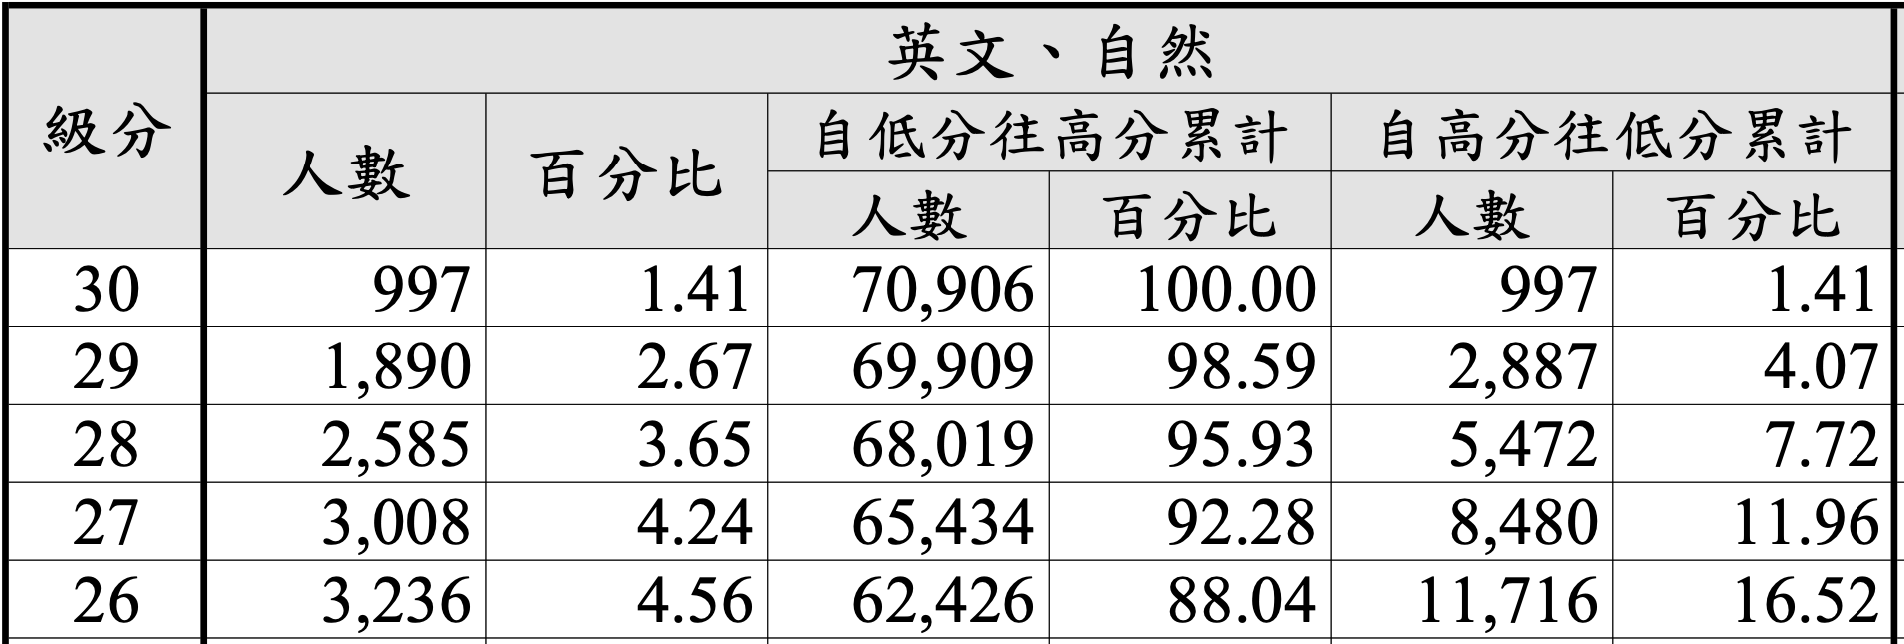 級分 英文、自然
人數 百分比 自低分往高分累計 自高分往低分累計
人數 百分比 人數 百分比
30 997 1.41 70,906 100.00 997 1.41
29 1,890 2.67 69,909 98.59 2,887 4.07
28 2,585 3.65 68,019 95.93 5,472 7.72
27 3,008 4.24 65,434 92.28 8,480 11.96
26 3,236 4.56 62,426 88.04 11,716 16.52